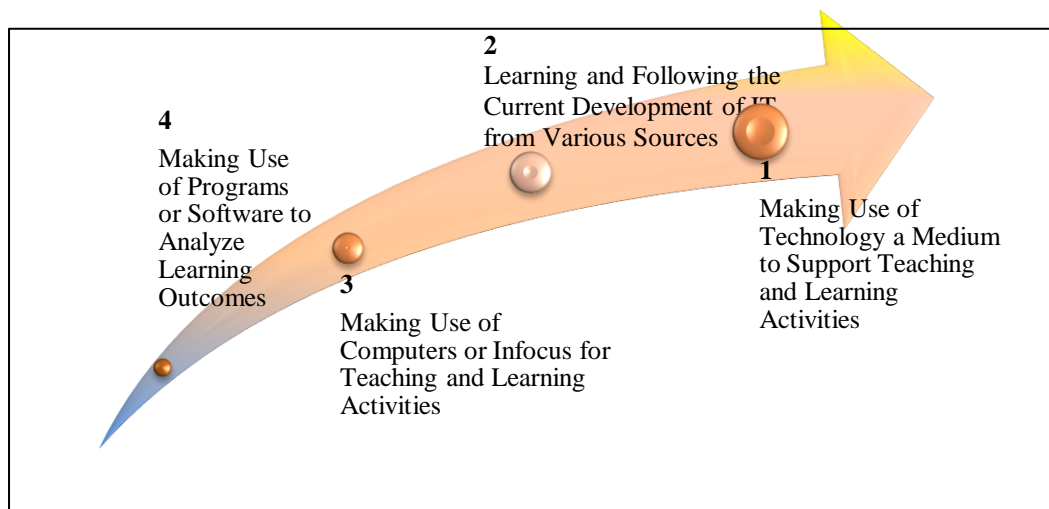 2
Learning and Following the
Current Development of IT
from Various Sources
4
Making Use
of Programs
or Software to
Analyze
Learning
Outcomes
1
Making Use of
Technology a Medium
to Support Teaching
and Learning
Activities
3
Making Use of
Computers or Infocus for
Teaching and Learning
Activities